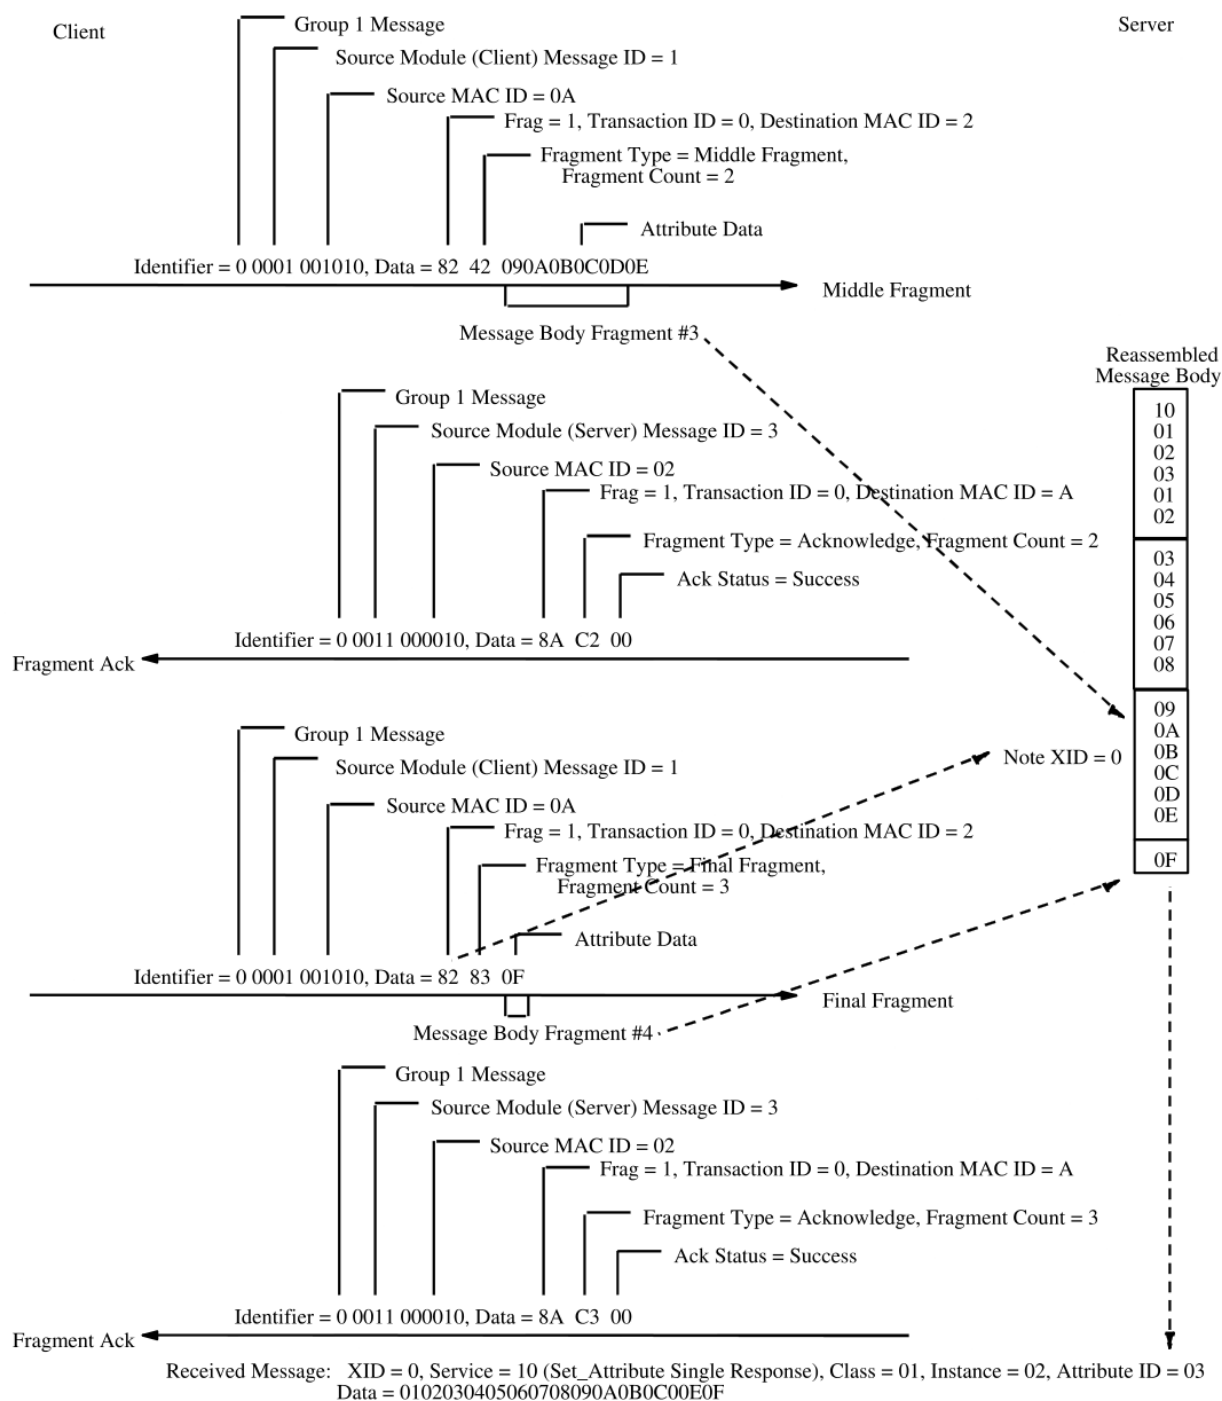 Client
Server
Group 1 Message
Source Module (Client) Message ID = 1
Source MAC ID = 0A
Frag = 1, Transaction ID = 0, Destination MAC ID = 2
Fragment Type = Middle Fragment,
Fragment Count = 2
Attribute Data
Identifier = 0 0001 001010, Data = 82 42 090A0B0C0D0E
Middle Fragment
Message Body Fragment #3
Reassembled
Message Body
10
01
02
03
01
02
03
04
05
06
07
08
09
0A
0B
0C
0D
0E
0F
Group 1 Message
Source Module (Server) Message ID = 3
Source MAC ID = 02
Frag = 1, Transaction ID = 0, Destination MAC ID = A
Fragment Type = Acknowledge, Fragment Count = 2
Ack Status = Success
Identifier = 0 0011 000010, Data = 8A C2 00
Fragment Ack
Group 1 Message
Source Module (Client) Message ID = 1
Note XID = 0
Source MAC ID = 0A
Frag = 1, Transaction ID = 0, Destination MAC ID = 2
Fragment Type = Final Fragment,
Fragment Count = 3
Attribute Data
Identifier = 0 0001 001010, Data = 82 83 0F
Final Fragment
Message Body Fragment #4
Group 1 Message
Source Module (Server) Message ID = 3
Source MAC ID = 02
Frag = 1, Transaction ID = 0, Destination MAC ID = A
Fragment Type = Acknowledge, Fragment Count = 3
Ack Status = Success
Identifier = 0 0011 000010, Data = 8A C3 00
Fragment Ack
Received Message: XID = 0, Service = 10 (Set_Attribute Single Response), Class = 01, Instance = 02, Attribute ID = 03
Data = 0102030405060708090A0B0C00E0F